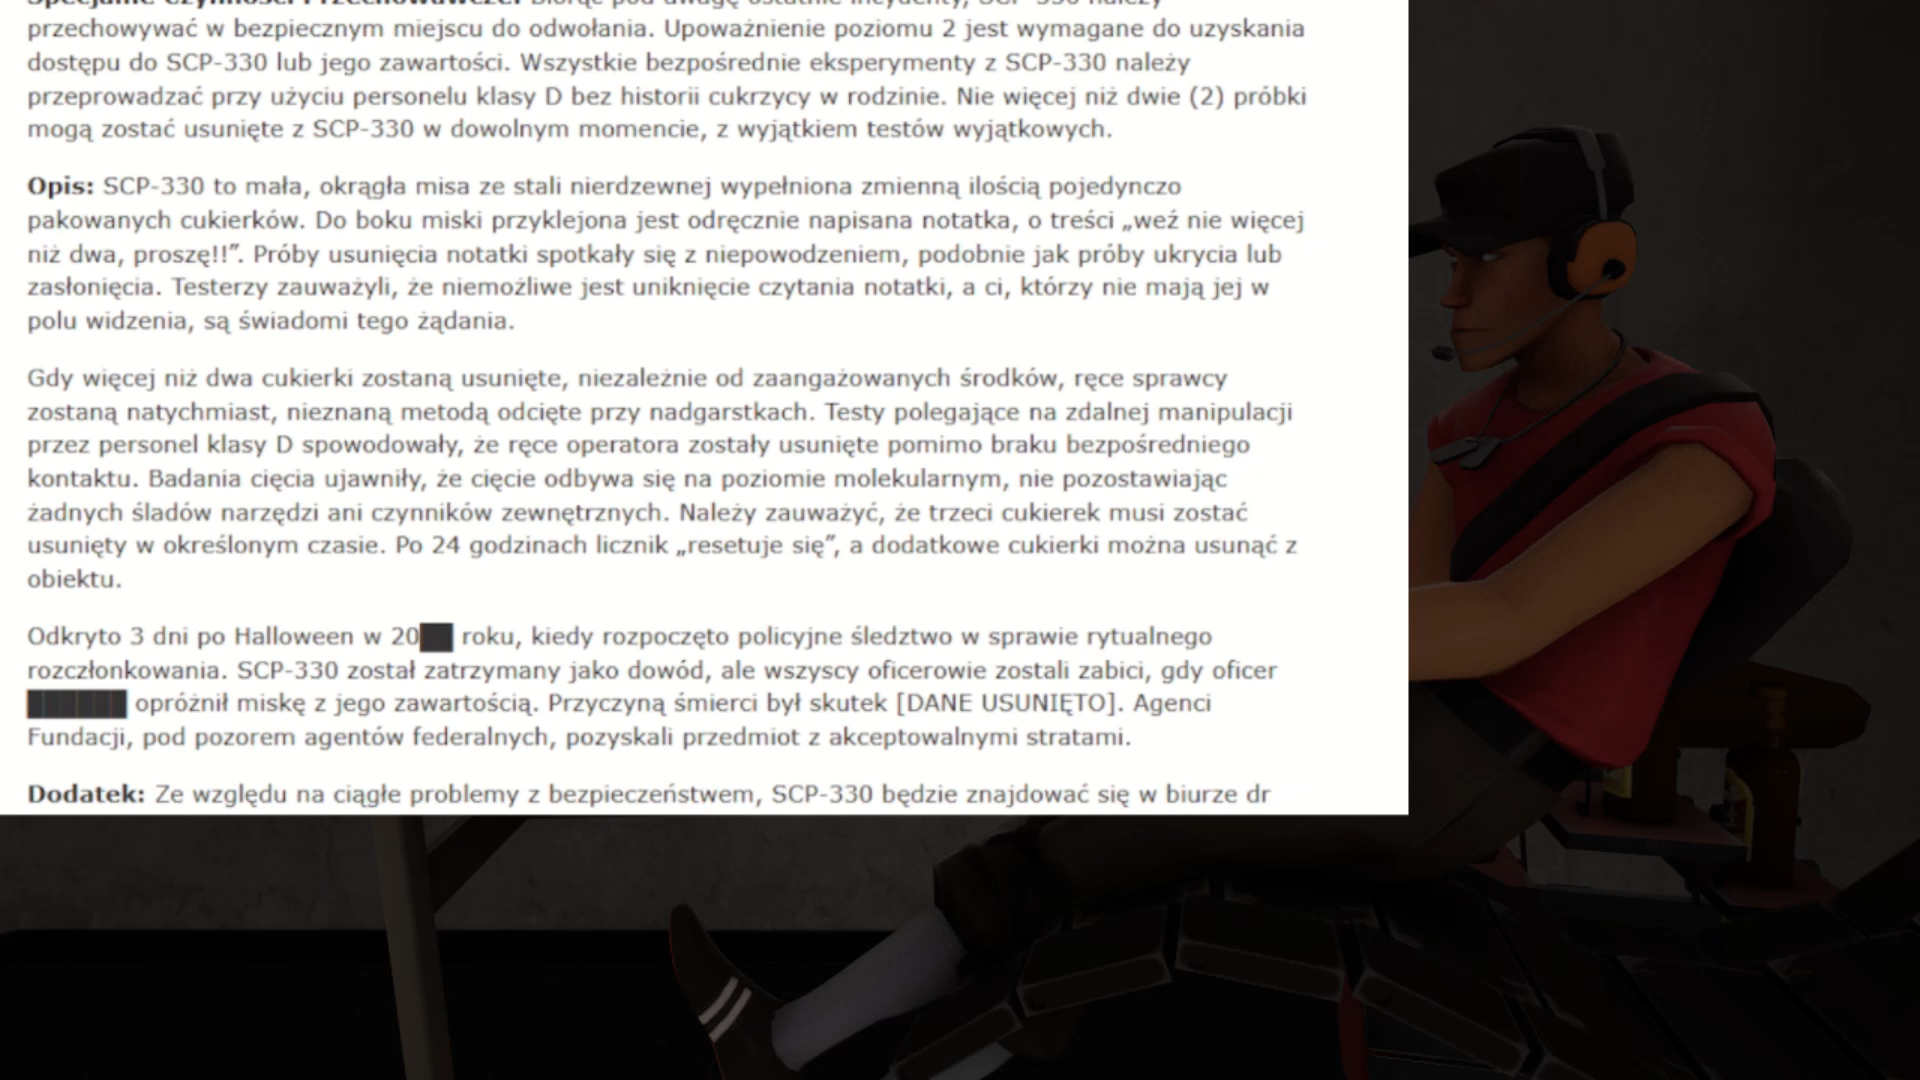 Specjalne Czynności Przechowawcze: Biorąc pod uwagę ostatnie incydenty, SCP-330 należy
przechowywać w bezpiecznym miejscu do odwołania. Upoważnienie poziomu 2 jest wymagane do uzyskania
dostępu do SCP-330 lub jego zawartości. Wszystkie bezpośrednie eksperymenty z SCP-330 należy
przeprowadzać przy użyciu personelu klasy D bez historii cukrzycy w rodzinie. Nie więcej niż dwie (2) próbki
mogą zostać usunięte z SCP-330 w dowolnym momencie, z wyjątkiem testów wyjątkowych.
Opis: SCP-330 to mała, okrągła misa ze stali nierdzewnej wypełniona zmienną ilością pojedynczo
pakowanych cukierków. Do boku miski przyklejona jest odręcznie napisana notatka, o treści „weź nie więcej
niż dwa, proszę!!”. Próby usunięcia notatki spotkały się z niepowodzeniem, podobnie jak próby ukrycia lub
zasłonięcia. Testerzy zauważyli, że niemożliwe jest uniknięcie czytania notatki, a ci, którzy nie mają jej w
polu widzenia, są świadomi tego żądania.
Gdy więcej niż dwa cukierki zostaną usunięte, niezależnie od zaangażowanych środków, ręce sprawcy
zostaną natychmiast, nieznaną metodą odcięte przy nadgarstkach. Testy polegające na zdalnej manipulacji
przez personel klasy D spowodowały, że ręce operatora zostały usunięte pomimo braku bezpośredniego
kontaktu. Badania cięcia ujawniły, że cięcie odbywa się na poziomie molekularnym, nie pozostawiając
żadnych śladów narzędzi ani czynników zewnętrznych. Należy zauważyć, że trzeci cukierek musi zostać
usunięty w określonym czasie. Po 24 godzinach licznik „resetuje się”, a dodatkowe cukierki można usunąć z
obiektu.
Odkryto 3 dni po Halloween w 20██ roku, kiedy rozpoczęto policyjne śledztwo w sprawie rytualnego
rozczłonkowania. SCP-330 został zatrzymany jako dowód, ale wszyscy oficerowie zostali zabici, gdy oficer
██████ opróżnił miskę z jego zawartością. Przyczyną śmierci był skutek [DANE USUNIĘTO]. Agenci
Fundacji, pod pozorem agentów federalnych, pozyskali przedmiot z akceptowalnymi stratami.
Dodatek: Ze względu na ciągłe problemy z bezpieczeństwem, SCP-330 będzie znajdować się w biurze dr